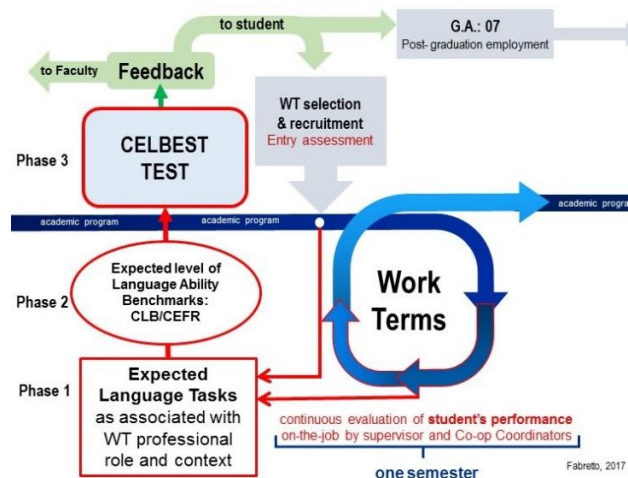 to student
G.A.: 07
Post- graduation employment
to Faculty
Feedback
WT selection
& recruitment
Entry assessment
Phase 3
CELBEST
TEST
academic program
academic program
academic progra
Expected level of
Language Ability
Benchmarks:
CLB/CEFR
Phase 2
Work
Terms
Phase 1
Expected
Language Tasks
as associated with
WT professional
role and context
continuous evaluation of student's performance
on-the-job by supervisor and Co-op Coordinators
one semester
Fabretto, 2017